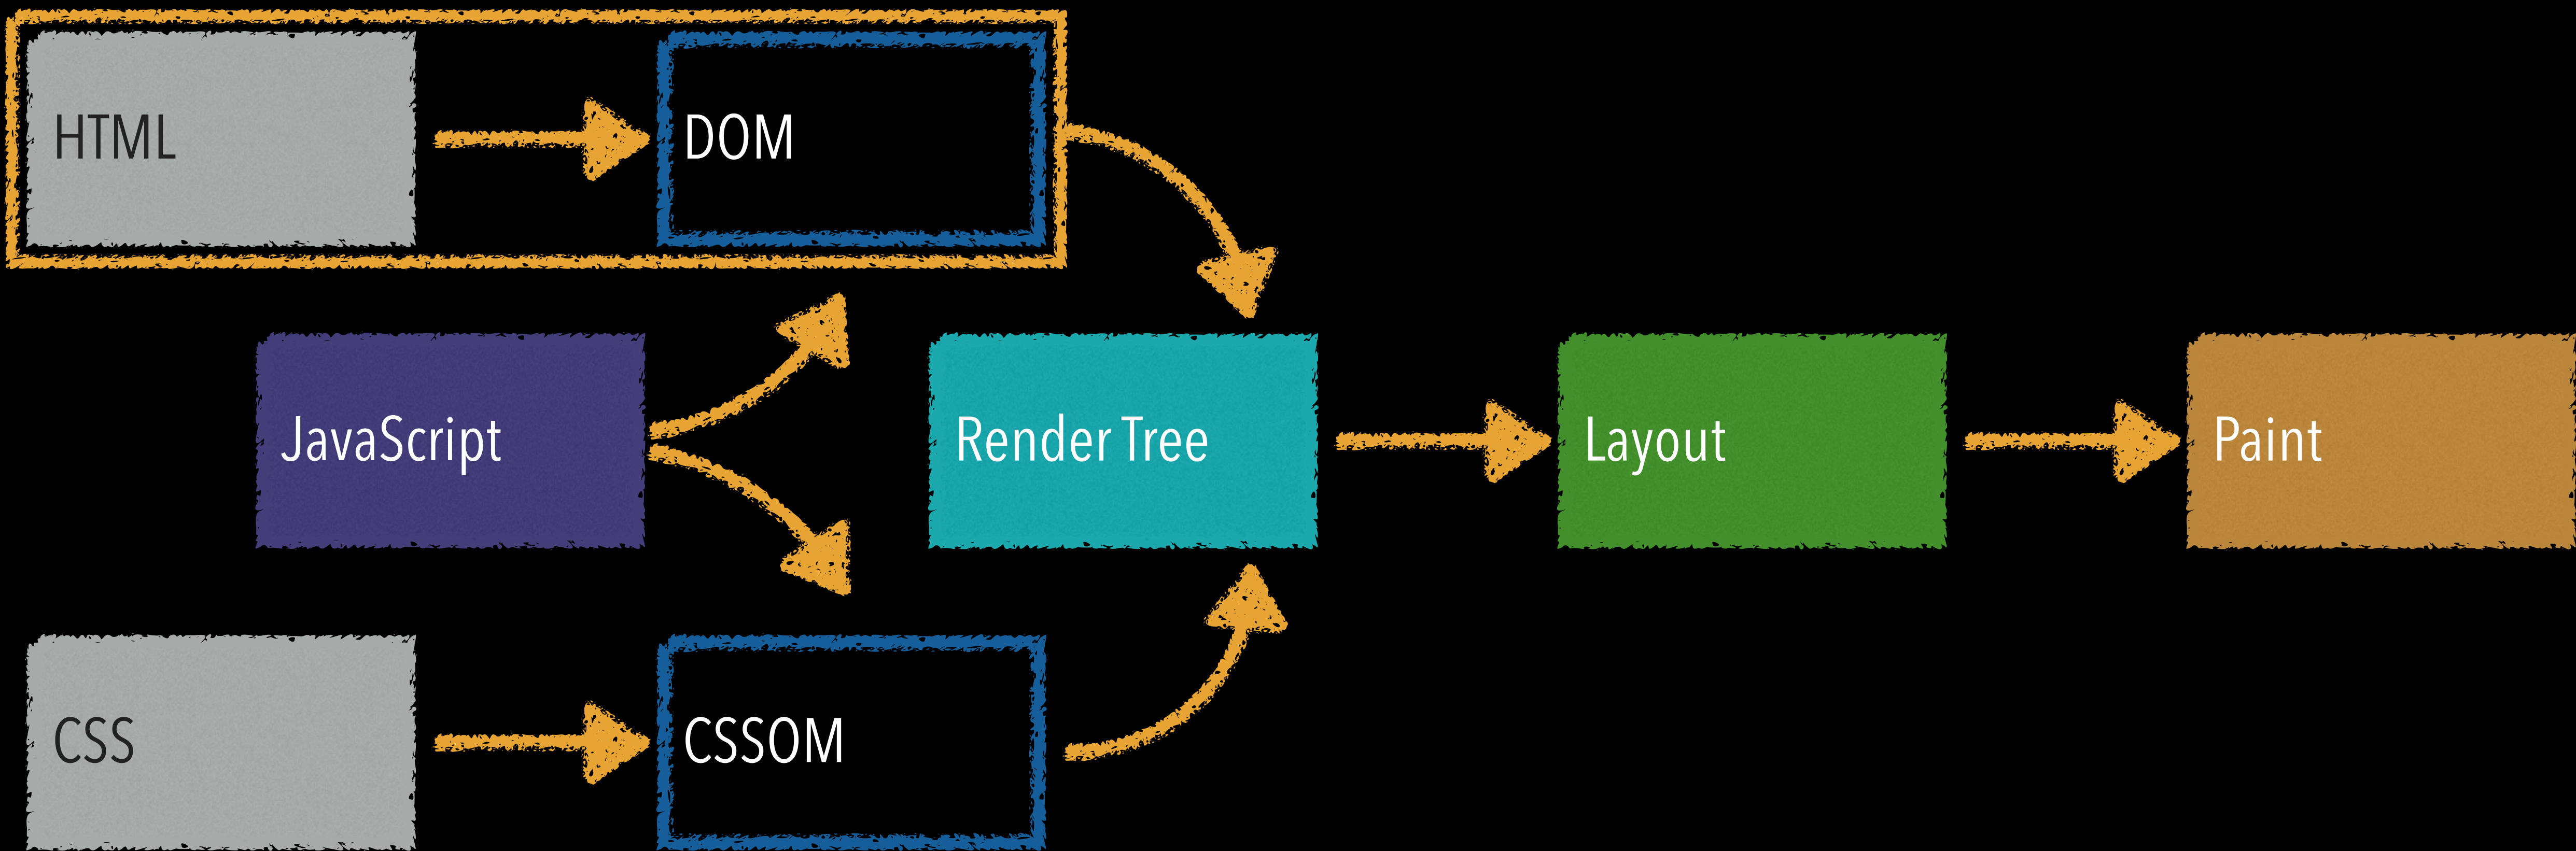 HTML
DOM
JavaScript
Render Tree
Layout
Paint
CSS
CSSOM